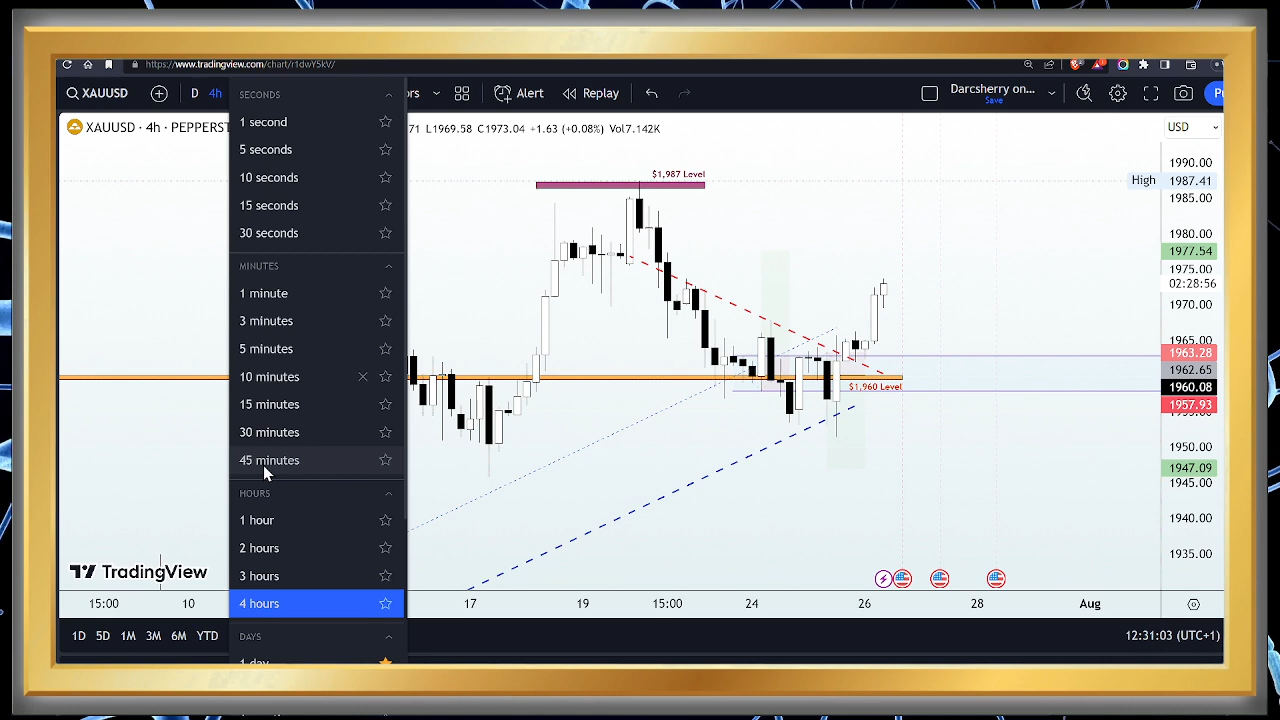 https://www.tradingview.com/chart/r1dwY5kV/
XAUUSD
D
4h
Alert
Replay
Darcsherry on...
Save
XAUUSD · 4h · PEPPERST
71 L1969.58 C1973.04 +1.63 (+0.08%) Vol7.142K
USD
SECONDS
1 second
5 seconds
10 seconds
15 seconds
30 seconds
MINUTES
1 minute
3 minutes
5 minutes
10 minutes
15 minutes
30 minutes
45 minutes
HOURS
1 hour
2 hours
3 hours
4 hours
DAYS
1 day
$1,987 Level
$1,960 Level
1990.00
High 1987.41
1985.00
1980.00
1977.54
1975.00
02:28:56
1970.00
1965.00
1963.28
1962.65
1960.08
1957.93
1950.00
1947.09
1945.00
1940.00
1935.00
TradingView
15:00 10 17 19 15:00 24 26 28 Aug
1D 5D 1M 3M 6M YTD
12:31:03 (UTC+1)